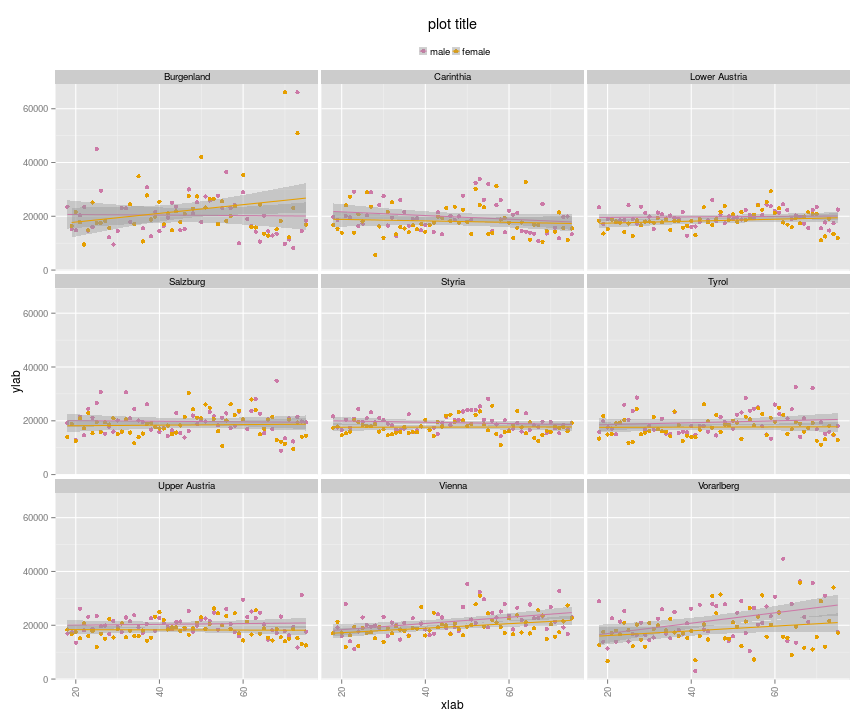 plot title
male female
Burgenland Carinthia Lower Austria
60000
40000
20000
0
Salzburg Styria Tyrol
60000
40000
20000
0
Upper Austria Vienna Vorarlberg
60000
40000
20000
0
20 40 60 20 40 60 20 40 60
xlab
ylab